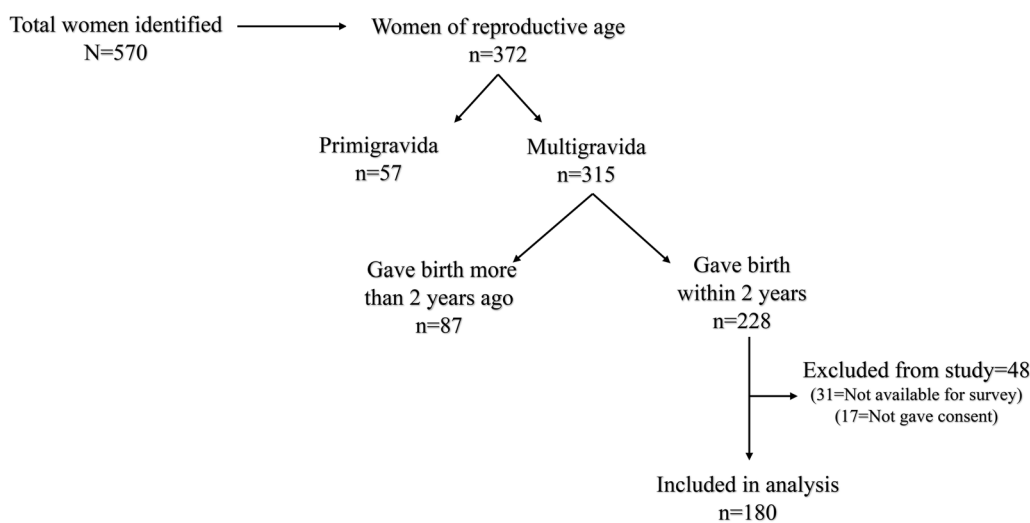 Total women identified
N=570
Women of reproductive age
n=372
Primigravida
n=57
Multigravida
n=315
Gave birth more
than 2 years ago
n=87
Gave birth
within 2 years
n=228
Excluded from study=48
(31=Not available for survey)
(17=Not gave consent)
Included in analysis
n=180